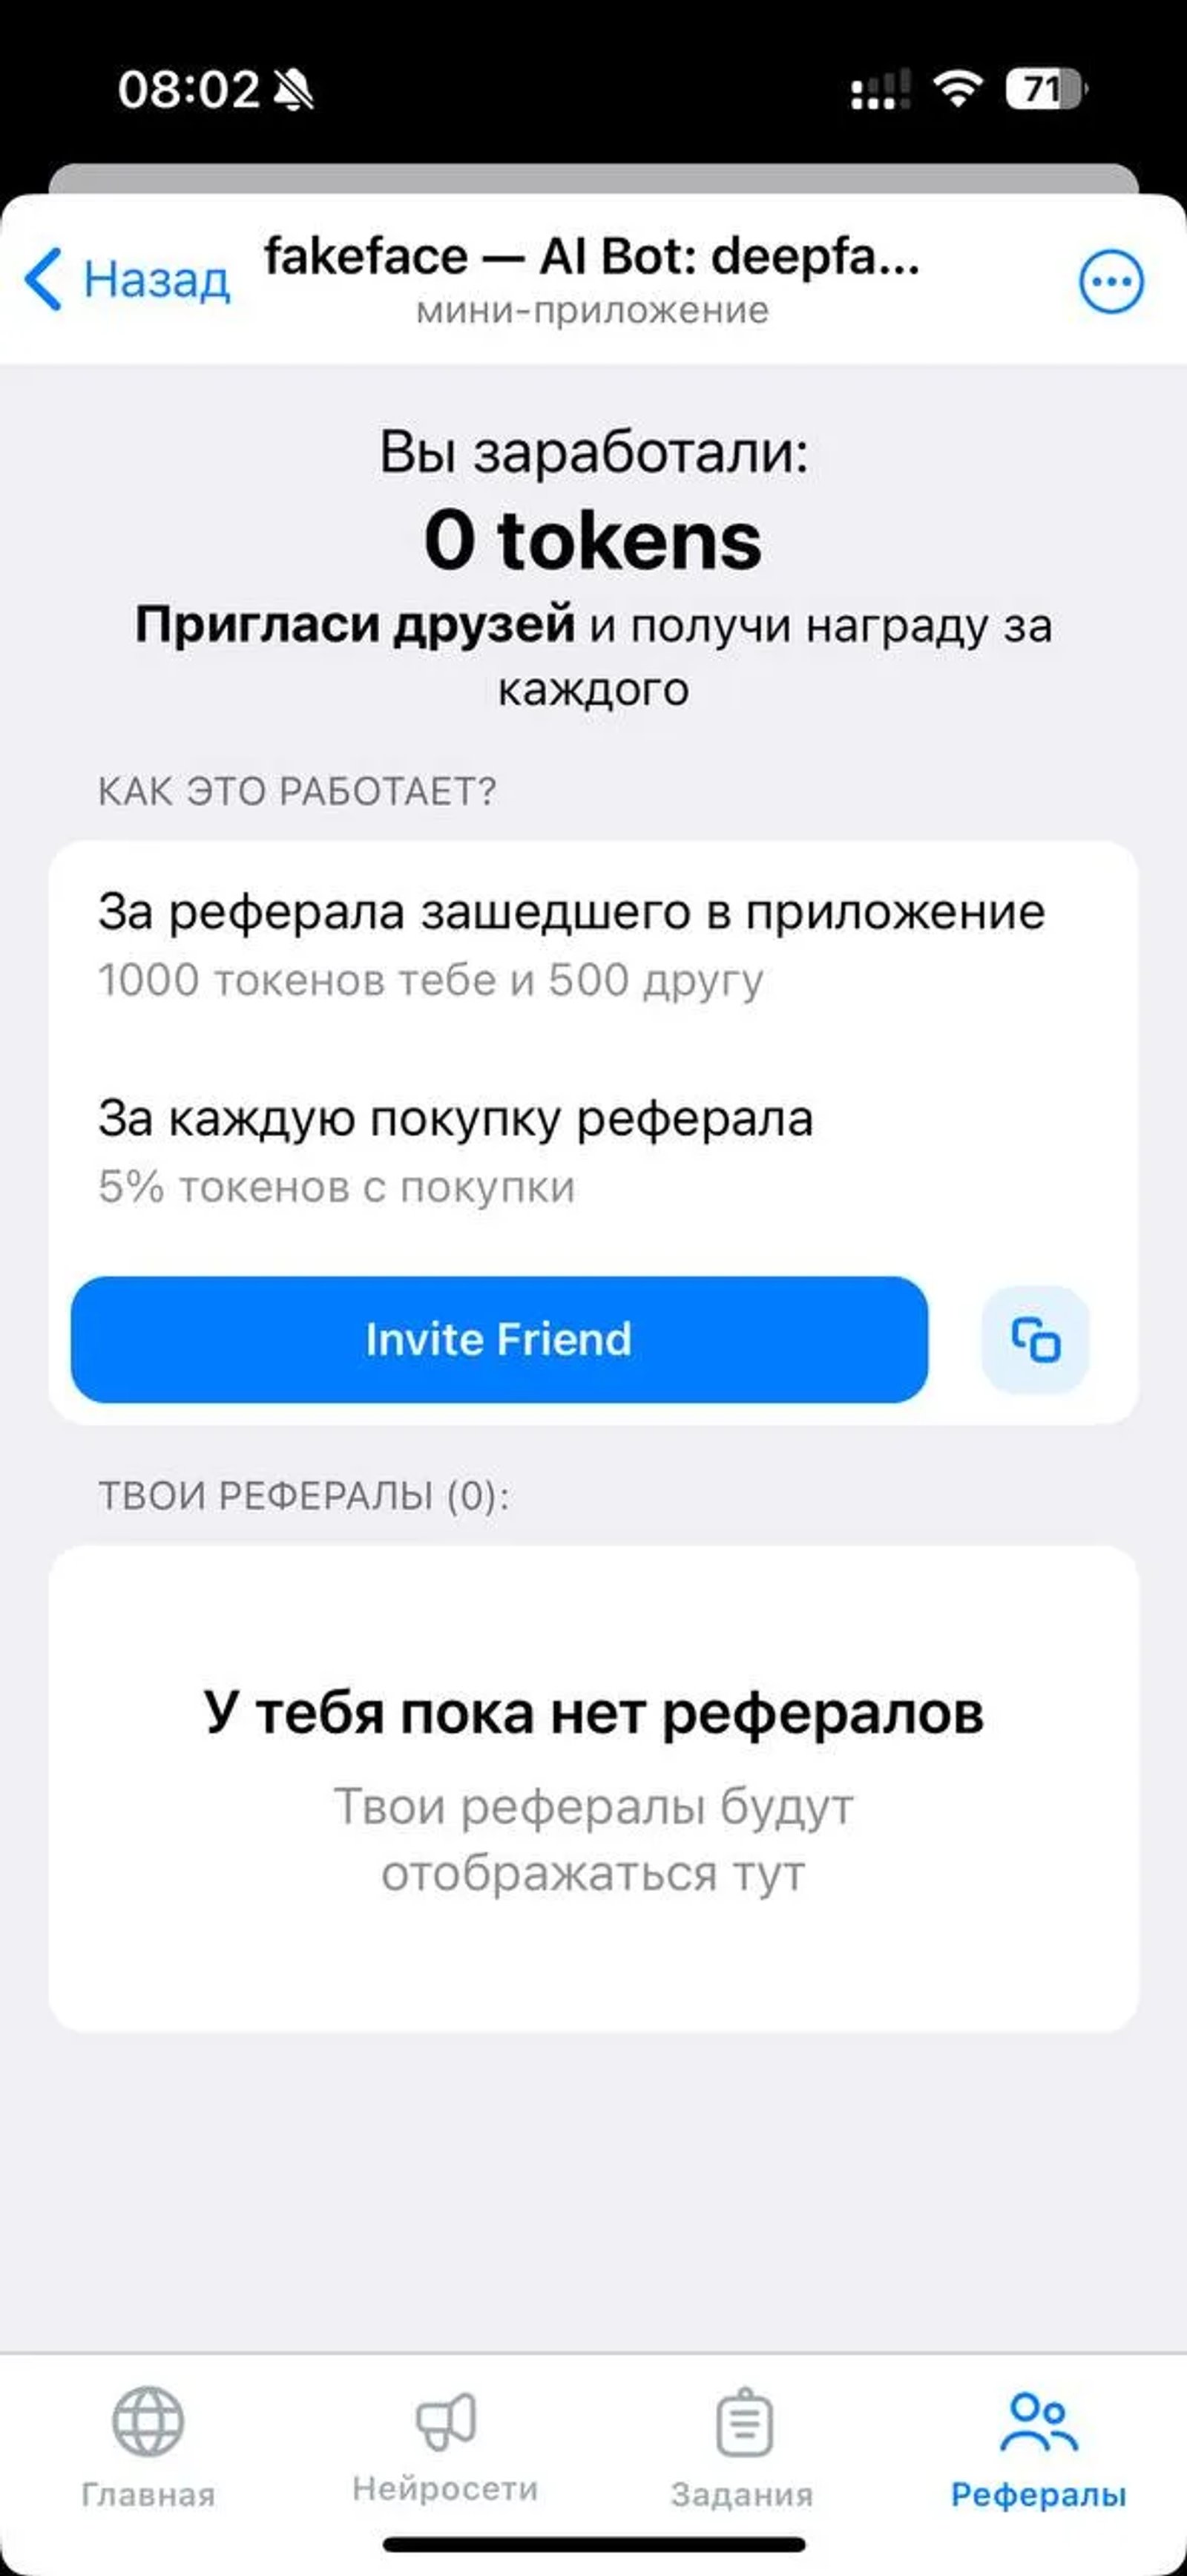 08:02
71
Назад
fakeface — AI Bot: deepfa...
мини-приложение
Вы заработали:
0 tokens
Пригласи друзей и получи награду за
каждого
КАК ЭТО РАБОТАЕТ?
За реферала зашедшего в приложение
1000 токенов тебе и 500 другу
За каждую покупку реферала
5% токенов с покупки
Invite Friend
ТВОИ РЕФЕРАЛЫ (0):
У тебя пока нет рефералов
Твои рефералы будут
отображаться тут
Главная
Нейросети
Задания
Рефералы